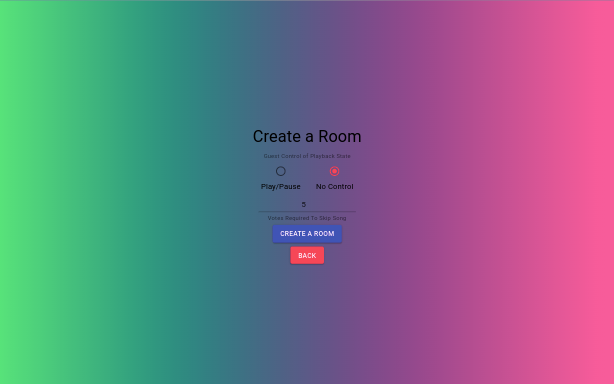 Create a Room
Guest Control of Playback State
Play/Pause No Control
5
Votes Required To Skip Song
CREATE A ROOM
BACK